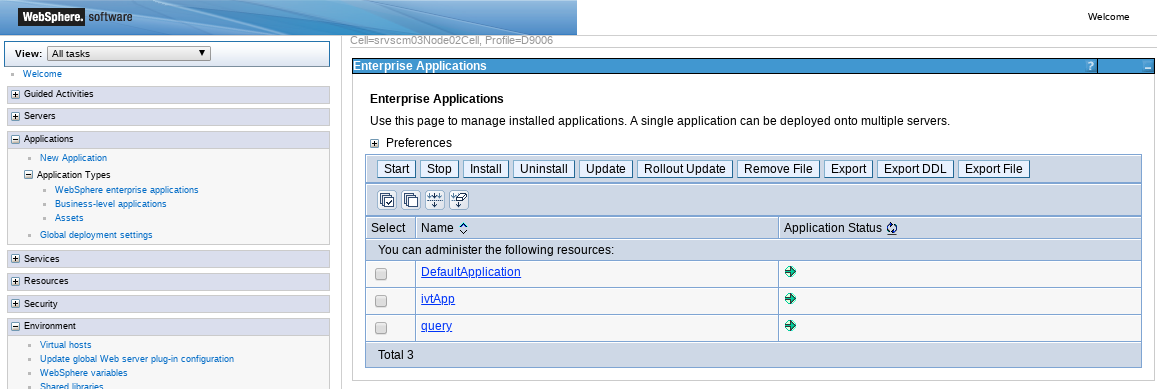 WebSphere. software
Welcome
View: All tasks
Cell=srvscm03Node02Cell, Profile=D9006
Welcome
Guided Activities
Servers
Applications
New Application
Application Types
WebSphere enterprise applications
Business-level applications
Assets
Global deployment settings
Services
Resources
Security
Environment
Virtual hosts
Update global Web server plug-in configuration
WebSphere variables
Shared libraries
Enterprise Applications ?
Enterprise Applications
Use this page to manage installed applications. A single application can be deployed onto multiple servers.
Preferences
Start Stop Install Uninstall Update Rollout Update Remove File Export Export DDL Export File
Select Name Application Status
You can administer the following resources:
DefaultApplication
ivtApp
query
Total 3